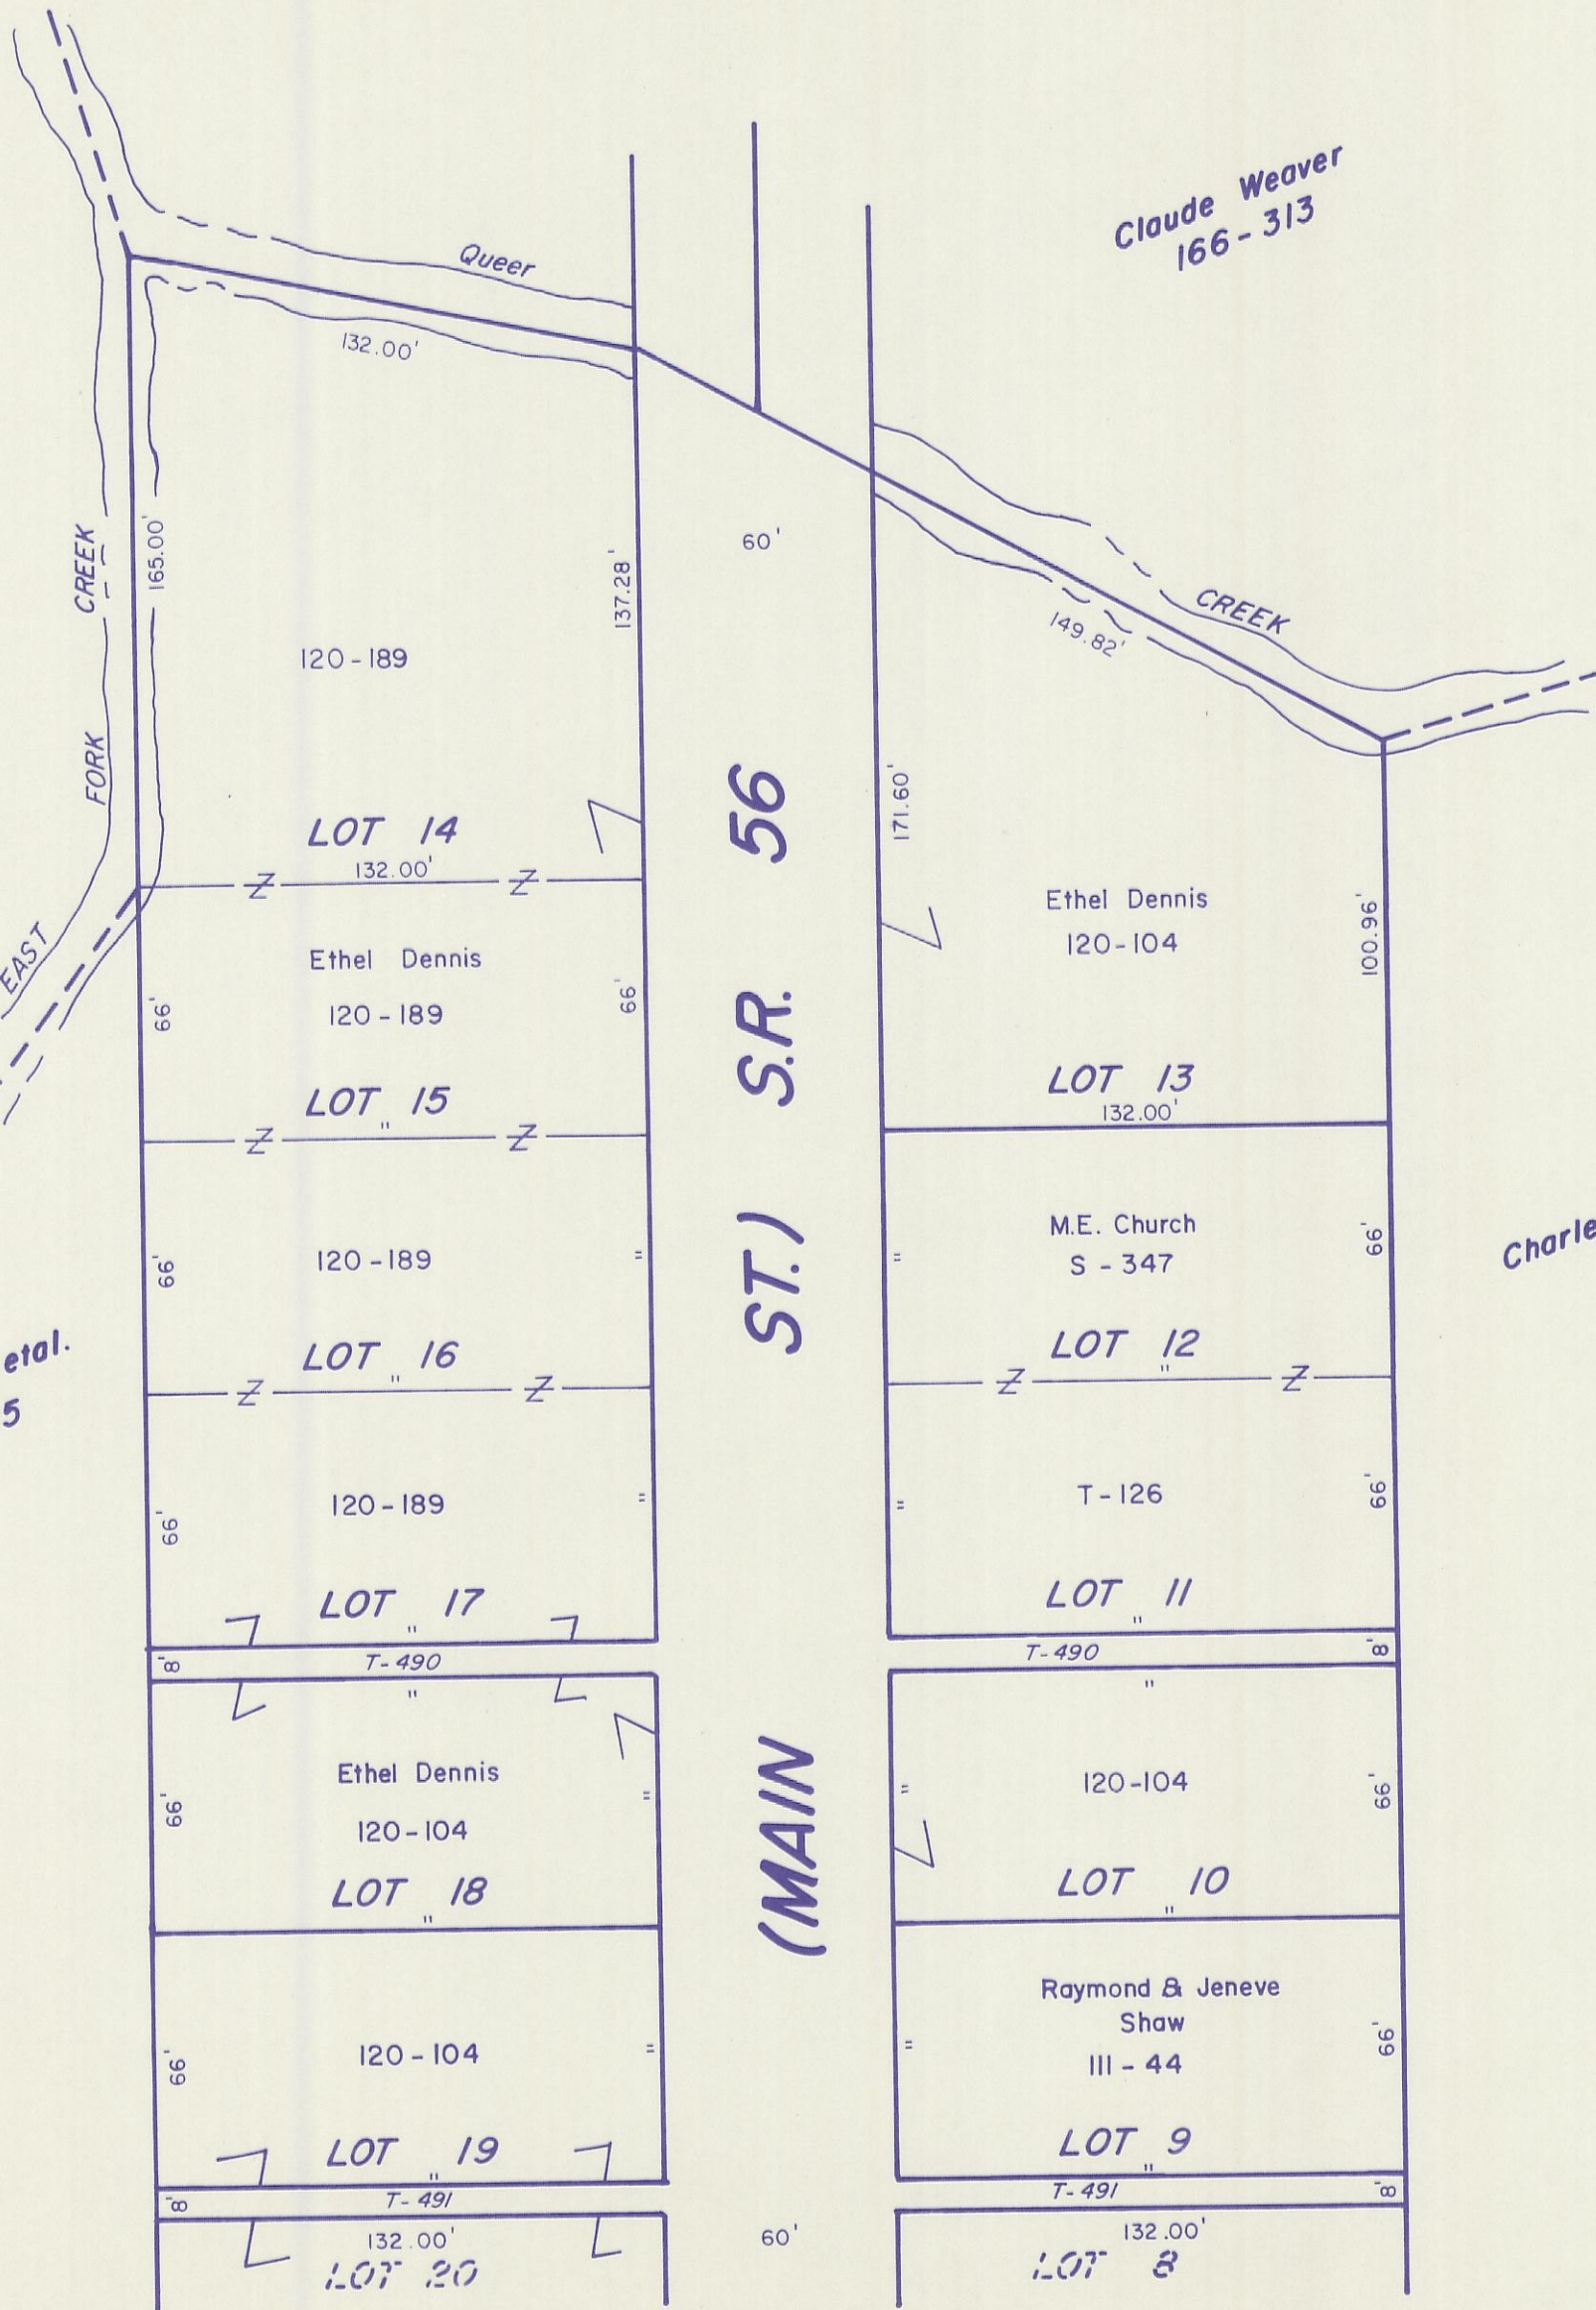 Claude Weaver
166-313
Queer
132.00'
CREEK
149.82'
EAST FORK CREEK
165.00'
137.28'
60'
120-189
LOT 14
132.00'
171.60'
100.96'
Ethel Dennis
120-104
LOT 13
132.00'
66'
66'
Ethel Dennis
120-189
LOT 15
"
(MAIN ST.) S.R. 56
66'
"
120-189
LOT 16
"
"
66'
M.E. Church
S-347
LOT 12
"
Charle
etal.
5
66'
"
120-189
LOT 17
"
"
66'
T-126
LOT 11
"
8'
T-490
T-490
8'
"
"
66'
"
Ethel Dennis
120-104
LOT 18
"
"
66'
120-104
LOT 10
"
66'
"
120-104
LOT 19
"
"
66'
Raymond & Jeneve
Shaw
111-44
LOT 9
"
8'
T-491
T-491
8'
132.00'
LOT 20
60'
132.00'
LOT 8